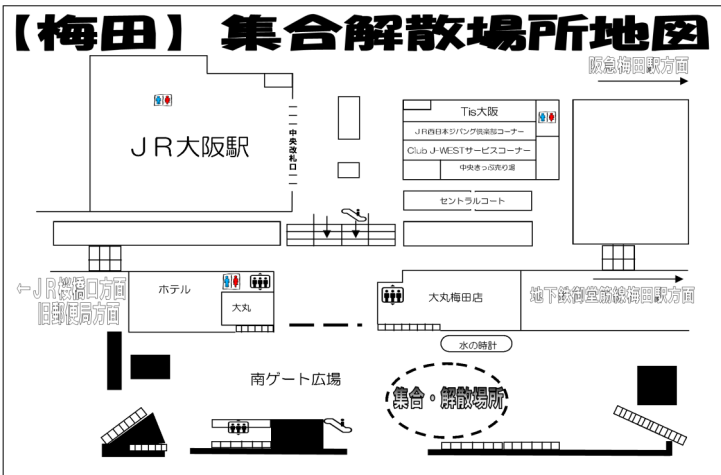 【梅田】 集合解散場所地図
阪急梅田駅方面
JR大阪駅
中央改札口
Tis大阪
JR西日本ジパング倶楽部コーナー
Club J-WESTサービスコーナー
中央きっぷ売り場
セントラルコート
←JR桜橋口方面
旧郵便局方面
ホテル
大丸
大丸梅田店
地下鉄御堂筋線梅田駅方面
水の時計
南ゲート広場
集合・解散場所